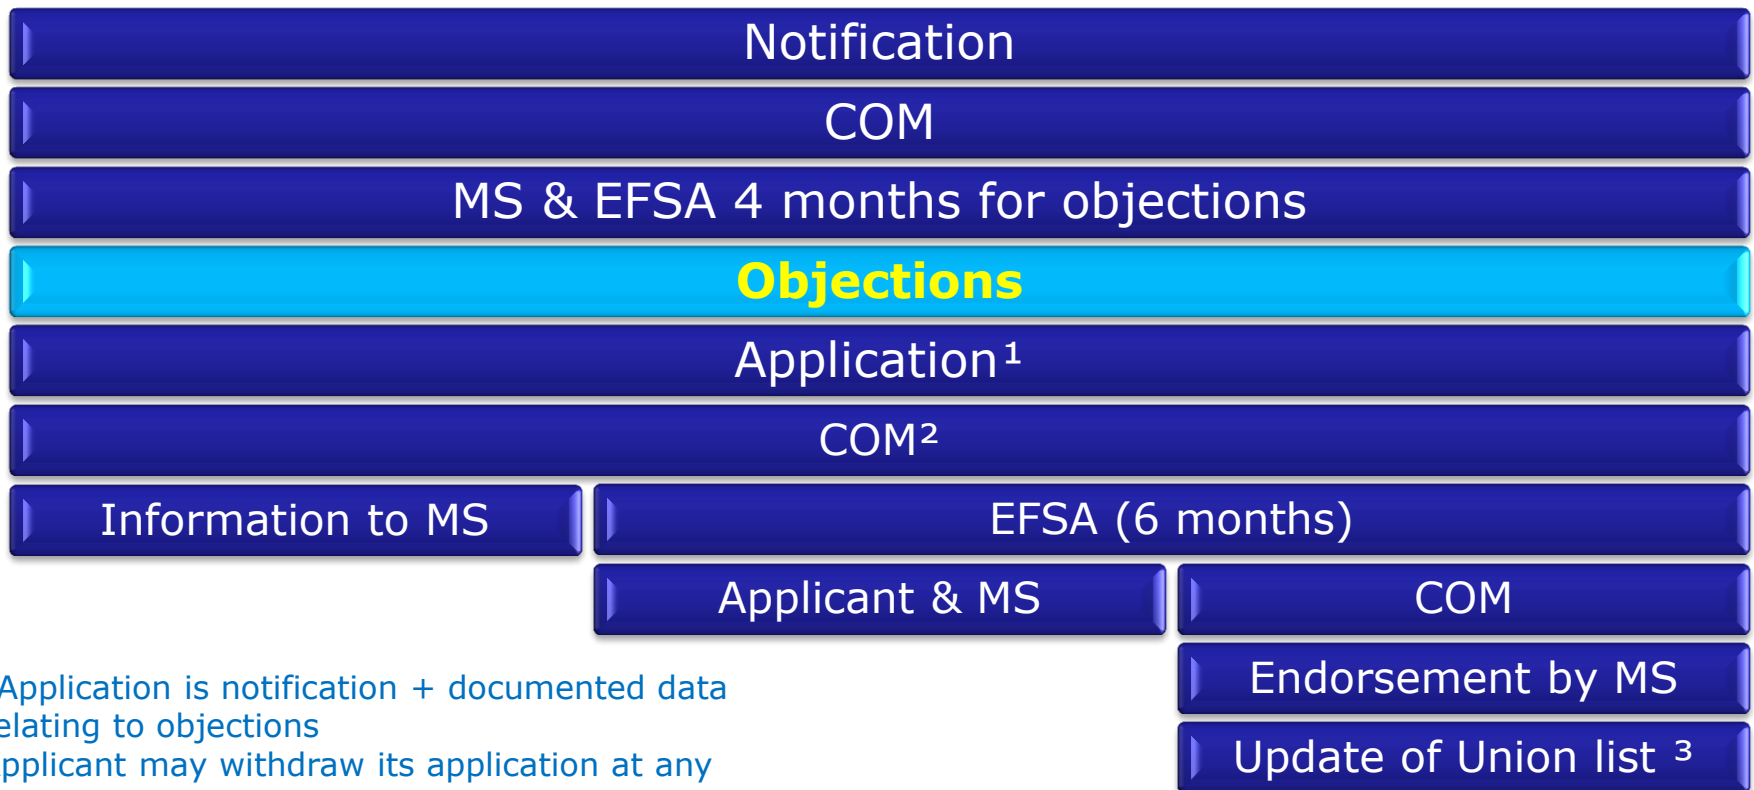 Notification
COM
MS & EFSA 4 months for objections
Objections
Application¹
COM²
Information to MS
EFSA (6 months)
Applicant & MS
COM
Endorsement by MS
Update of Union list ³
Application is notification + documented data
elating to objections
pplicant may withdraw its application at any